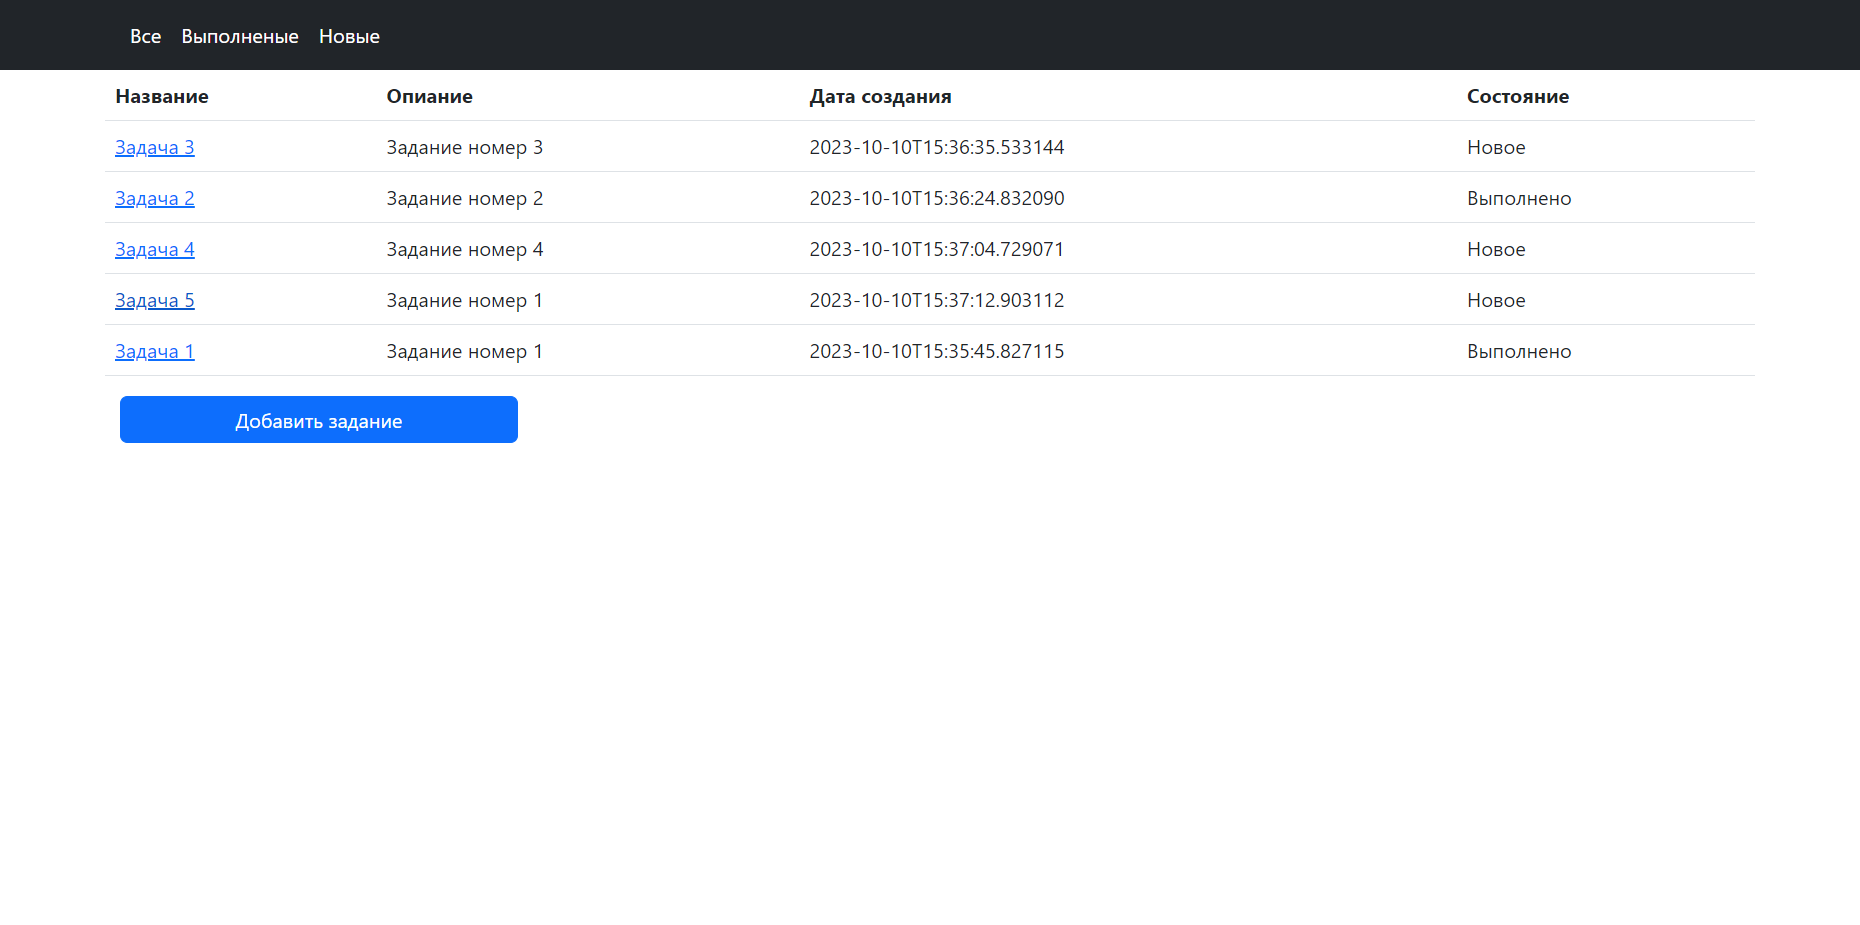 Все Выполненые Новые
Название Опиание Дата создания Состояние
Задача 3 Задание номер 3 2023-10-10T15:36:35.533144 Новое
Задача 2 Задание номер 2 2023-10-10T15:36:24.832090 Выполнено
Задача 4 Задание номер 4 2023-10-10T15:37:04.729071 Новое
Задача 5 Задание номер 1 2023-10-10T15:37:12.903112 Новое
Задача 1 Задание номер 1 2023-10-10T15:35:45.827115 Выполнено
Добавить задание